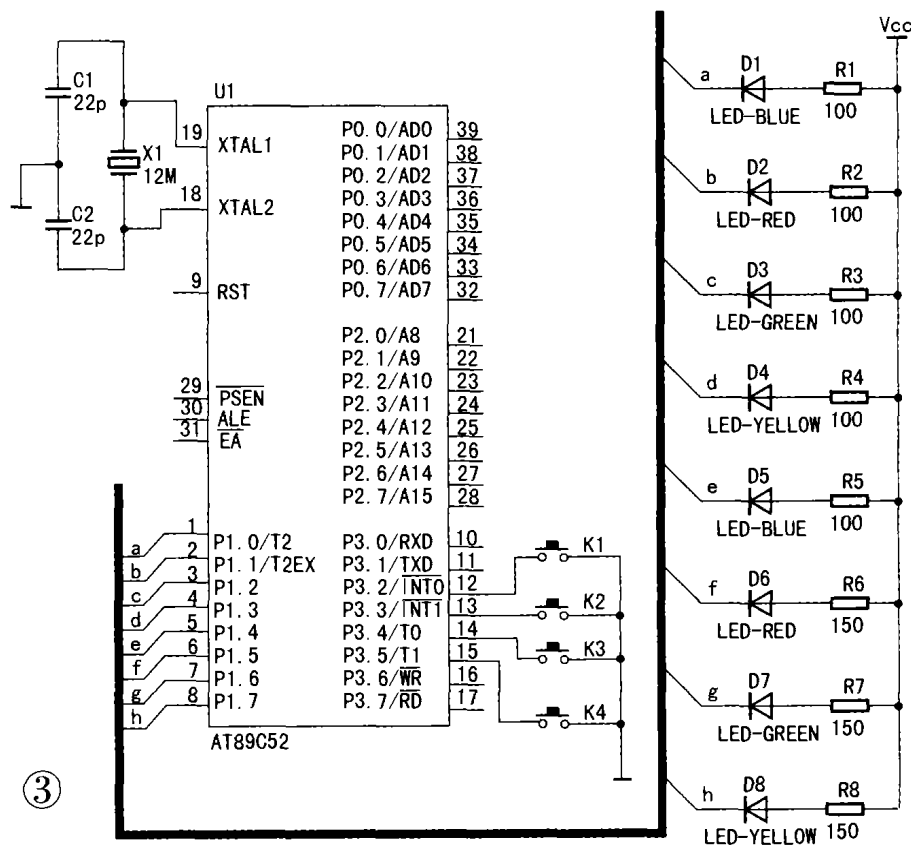 C1
22p
X1
12M
C2
22p
U1
19 XTAL1
18 XTAL2
9 RST
29 PSEN
30 ALE
31 EA
P0.0/AD0 39
P0.1/AD1 38
P0.2/AD2 37
P0.3/AD3 36
P0.4/AD4 35
P0.5/AD5 34
P0.6/AD6 33
P0.7/AD7 32
P2.0/A8 21
P2.1/A9 22
P2.2/A10 23
P2.3/A11 24
P2.4/A12 25
P2.5/A13 26
P2.6/A14 27
P2.7/A15 28
a 1 P1.0/T2
b 2 P1.1/T2EX
c 3 P1.2
d 4 P1.3
e 5 P1.4
f 6 P1.5
g 7 P1.6
h 8 P1.7
P3.0/RXD 10
P3.1/TXD 11
P3.2/INT0 12
P3.3/INT1 13
P3.4/T0 14
P3.5/T1 15
P3.6/WR 16
P3.7/RD 17
AT89C52
K1
K2
K3
K4
Vcc
a D1 R1
LED-BLUE 100
b D2 R2
LED-RED 100
c D3 R3
LED-GREEN 100
d D4 R4
LED-YELLOW 100
e D5 R5
LED-BLUE 100
f D6 R6
LED-RED 150
g D7 R7
LED-GREEN 150
h D8 R8
LED-YELLOW 150
③